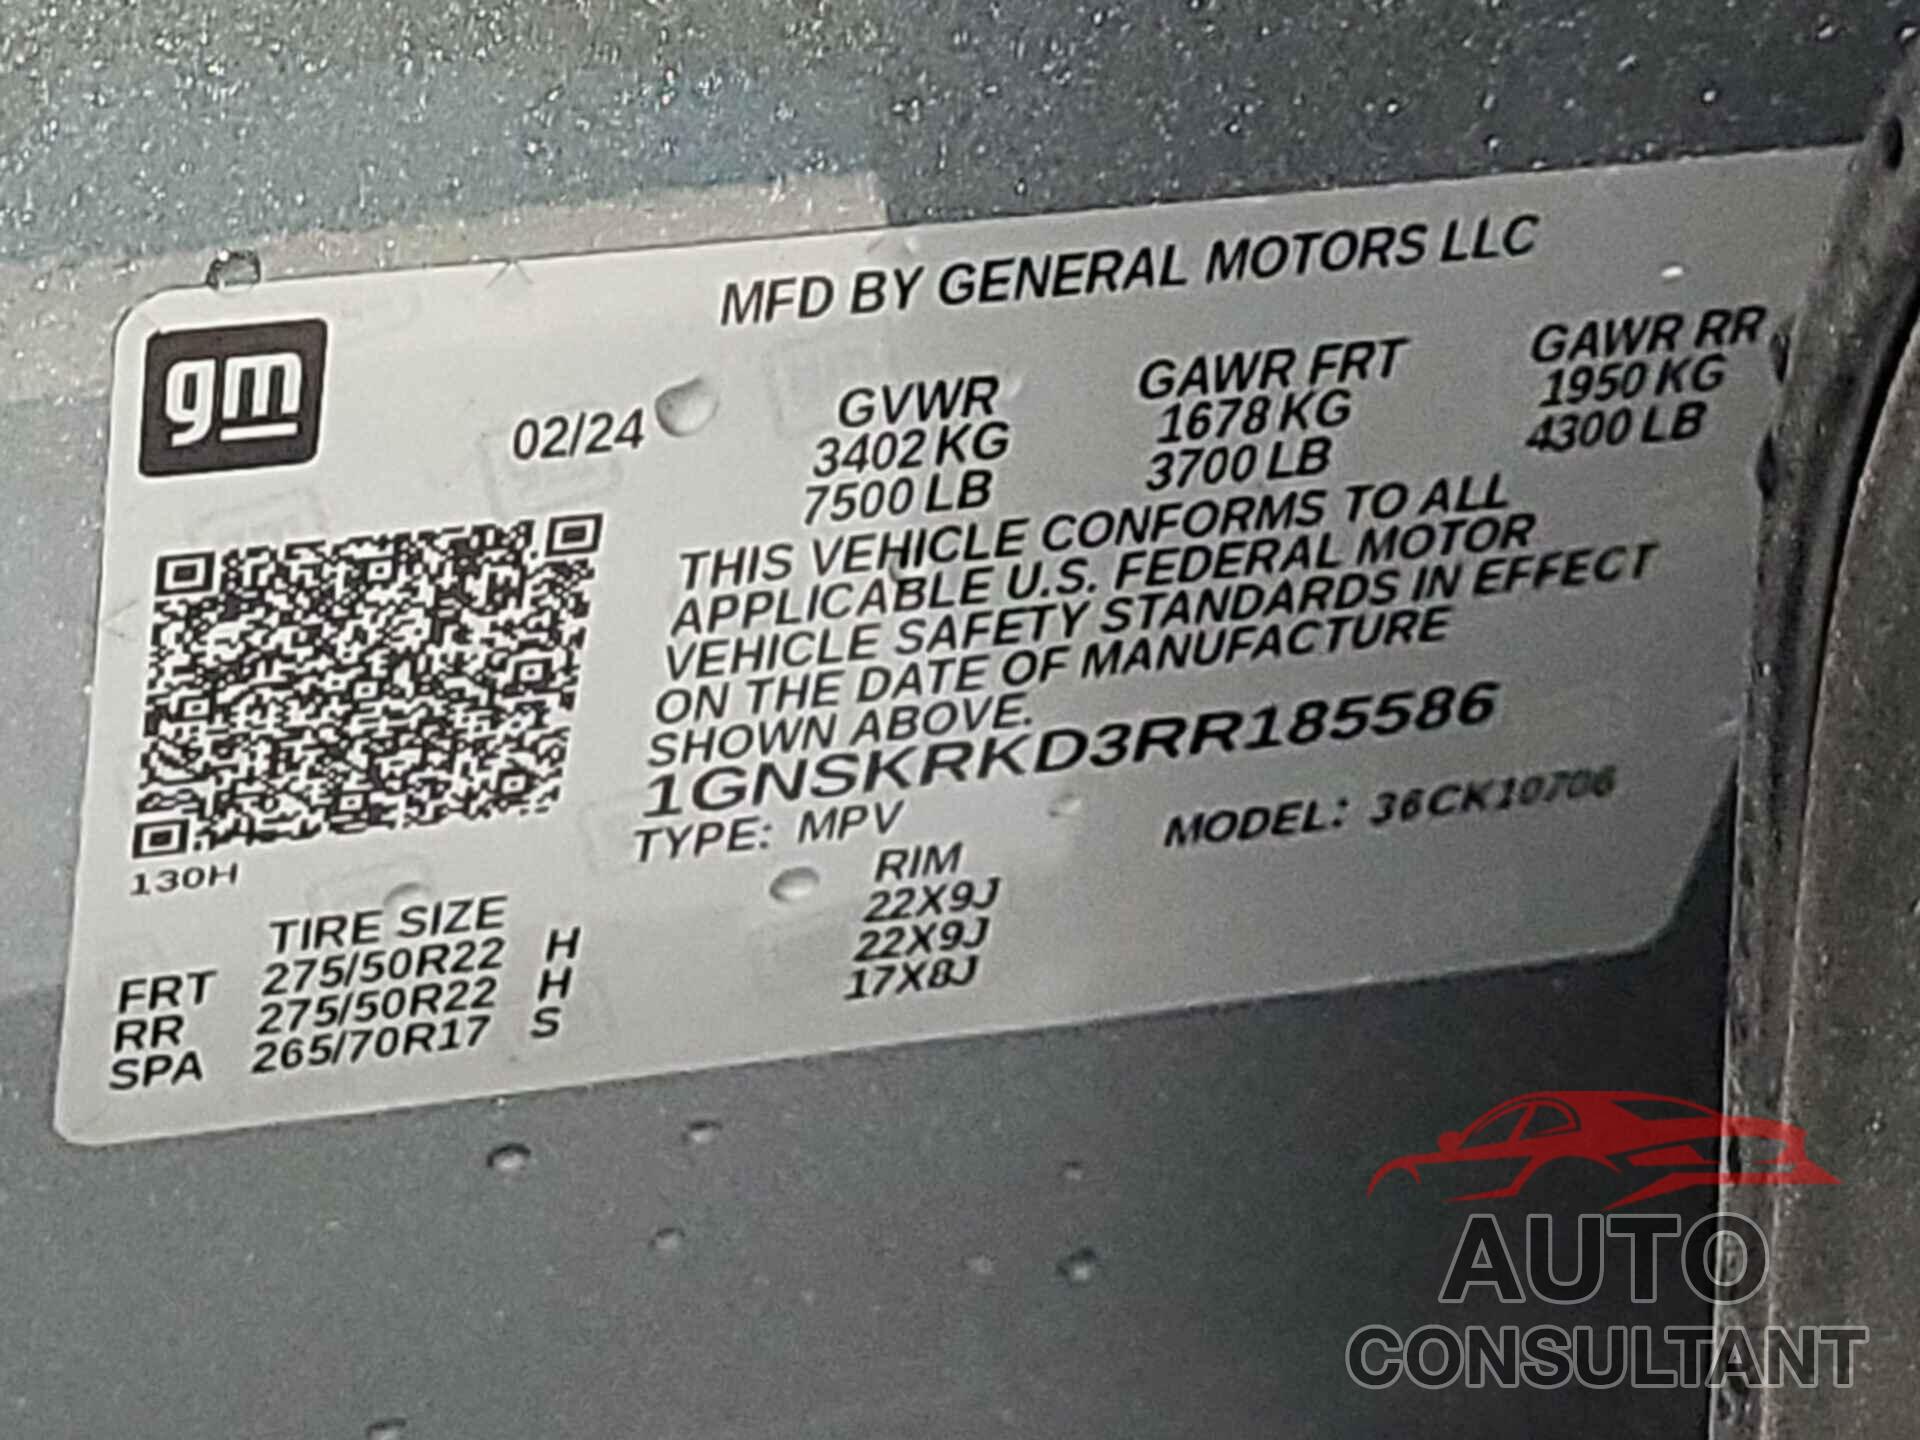 MFD BY GENERAL MOTORS LLC
gm
02/24
GVWR GAWR FRT GAWR RR
3402 KG 1678 KG 1950 KG
7500 LB 3700 LB 4300 LB
THIS VEHICLE CONFORMS TO ALL
APPLICABLE U.S. FEDERAL MOTOR
VEHICLE SAFETY STANDARDS IN EFFECT
ON THE DATE OF MANUFACTURE
SHOWN ABOVE.
1GNSKRKD3RR185586
TYPE: MPV MODEL: 36CK10706
130H
TIRE SIZE RIM
FRT 275/50R22 H 22X9J
RR 275/50R22 H 22X9J
SPA 265/70R17 S 17X8J
AUTO
CONSULTANT